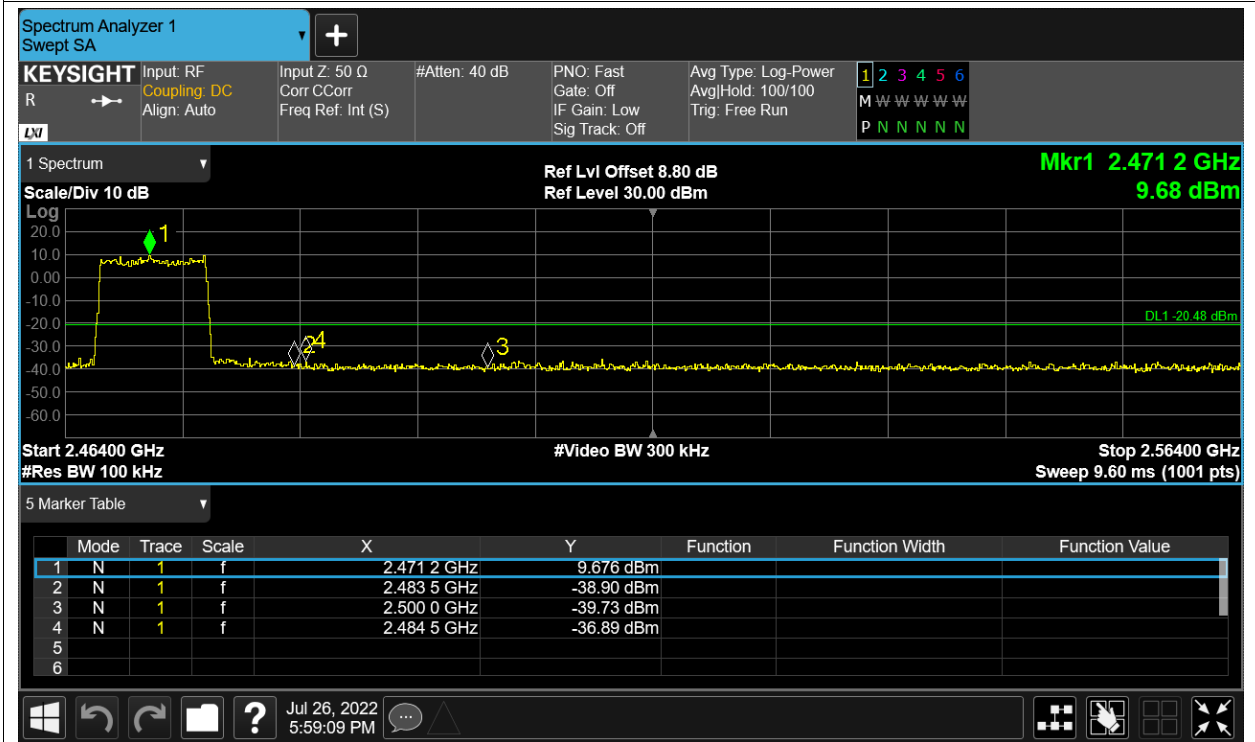 Spectrum Analyzer 1
Swept SA
+
KEYSIGHT Input: RF Input Z: 50 Ω #Atten: 40 dB PNO: Fast Avg Type: Log-Power 1 2 3 4 5 6
R Coupling: DC Corr CCorr Gate: Off Avg|Hold: 100/100 M W W W W W
Align: Auto Freq Ref: Int (S) IF Gain: Low Trig: Free Run
LXI Sig Track: Off P N N N N N
1 Spectrum Ref Lvl Offset 8.80 dB Mkr1 2.471 2 GHz
Scale/Div 10 dB Ref Level 30.00 dBm 9.68 dBm
Log
20.0
1
10.0
0.00
-10.0
-20.0
DL1 -20.48 dBm
-30.0
2 4 3
-40.0
-50.0
-60.0
Start 2.46400 GHz #Video BW 300 kHz Stop 2.56400 GHz
#Res BW 100 kHz Sweep 9.60 ms (1001 pts)
5 Marker Table
Mode Trace Scale X Y Function Function Width Function Value
1 N 1 f 2.471 2 GHz 9.676 dBm
2 N 1 f 2.483 5 GHz -38.90 dBm
3 N 1 f 2.500 0 GHz -39.73 dBm
4 N 1 f 2.484 5 GHz -36.89 dBm
5
6
? Jul 26, 2022
5:59:09 PM